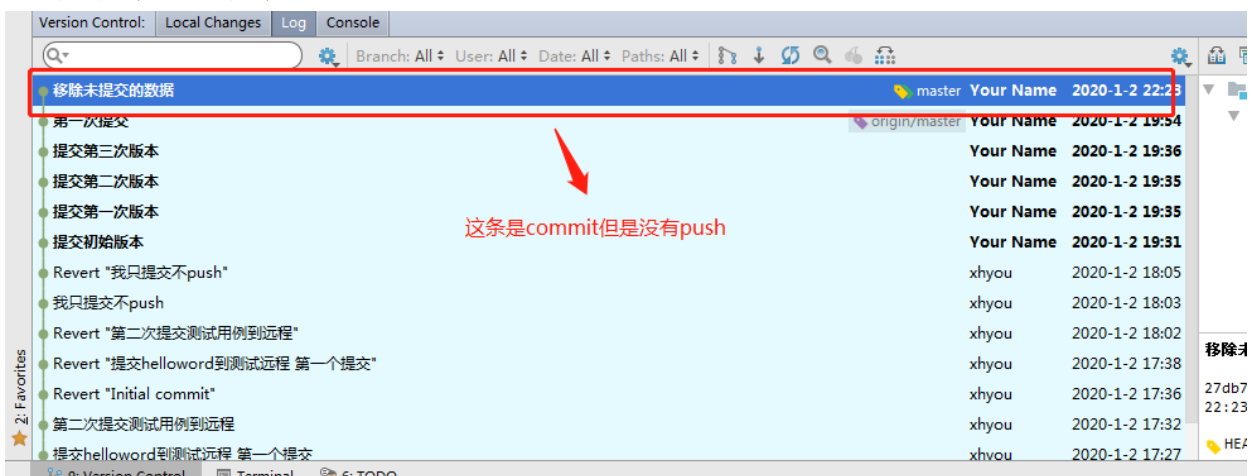 Version Control: Local Changes Log Console
Branch: All User: All Date: All Paths: All
移除未提交的数据 master Your Name 2020-1-2 22:23
第一次提交 origin/master Your Name 2020-1-2 19:54
提交第三次版本 Your Name 2020-1-2 19:36
提交第二次版本 Your Name 2020-1-2 19:35
提交第一次版本 Your Name 2020-1-2 19:35
这条是commit但是没有push
提交初始版本 Your Name 2020-1-2 19:31
Revert "我只提交不push" xhyou 2020-1-2 18:05
我只提交不push xhyou 2020-1-2 18:03
Revert "第二次提交测试用例到远程" xhyou 2020-1-2 18:02
Revert "提交helloword到测试远程 第一个提交" xhyou 2020-1-2 17:38
Revert "Initial commit" xhyou 2020-1-2 17:36
第二次提交测试用例到远程 xhyou 2020-1-2 17:32
提交helloword到测试远程 第一个提交 xhyou 2020-1-2 17:27
移除未
27db7
22:23
HEA
2: Favorites
9: Version Control Terminal 6: TODO